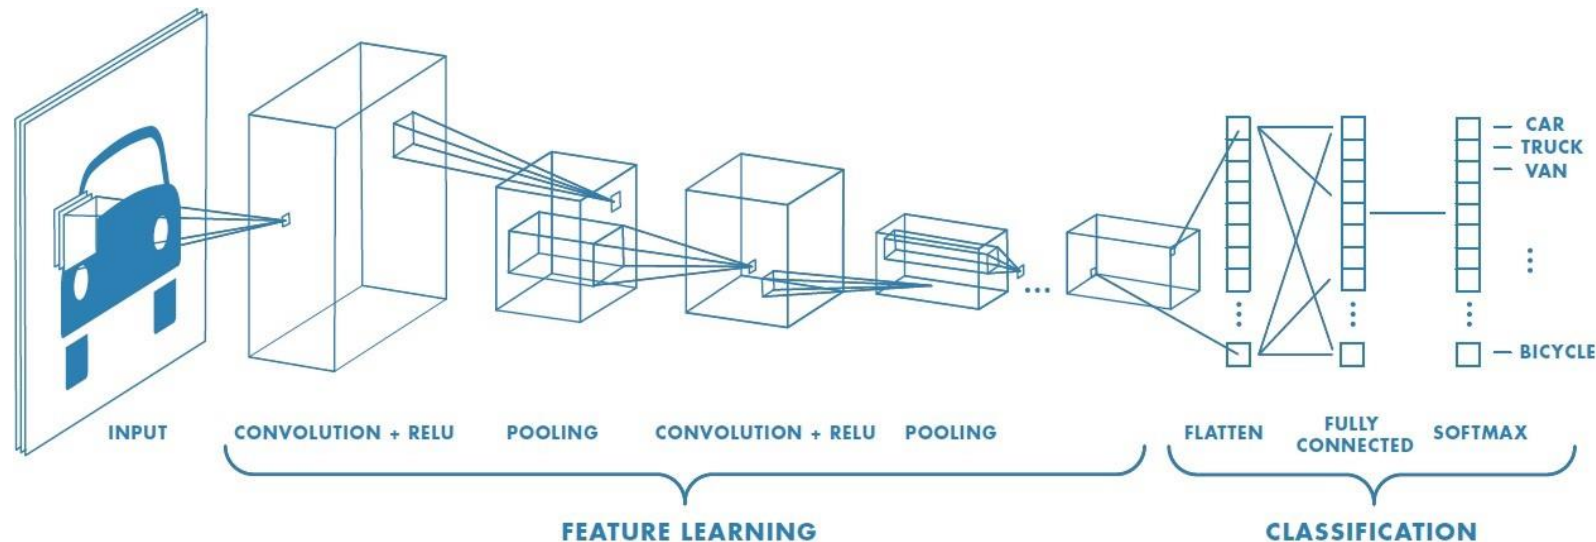 CAR
TRUCK
VAN
BICYCLE
INPUT
CONVOLUTION + RELU
POOLING
CONVOLUTION + RELU
POOLING
FLATTEN
FULLY
CONNECTED
SOFTMAX
FEATURE LEARNING
CLASSIFICATION